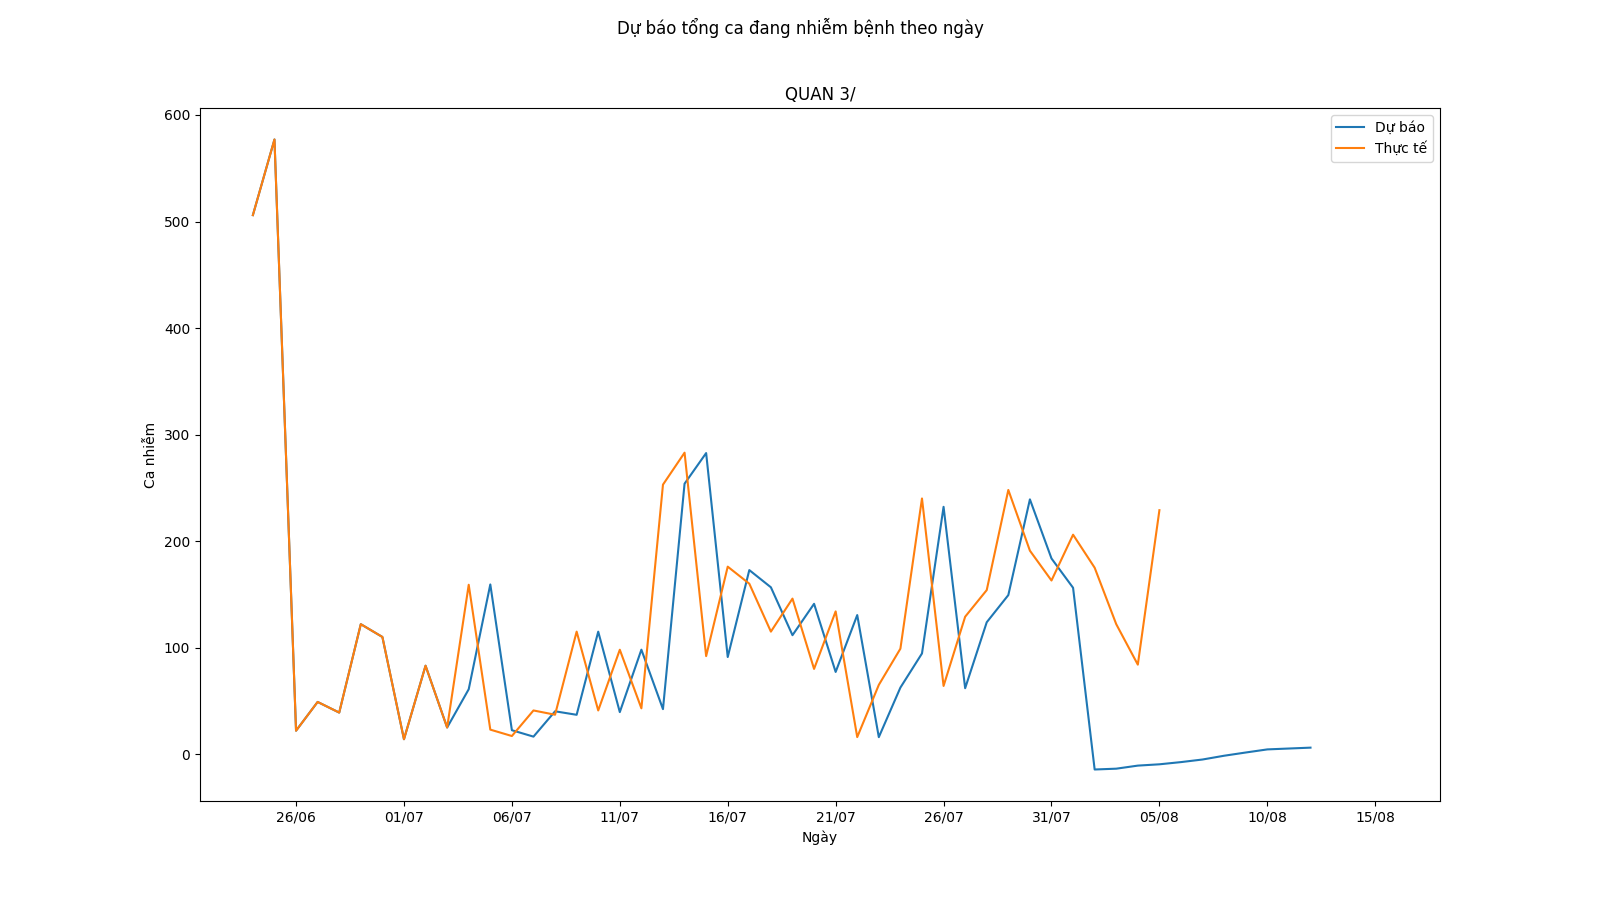 Dự báo tổng ca đang nhiễm bệnh theo ngày
QUAN 3/
Dự báo
Thực tế
600
500
400
300
200
100
0
Ca nhiễm
26/06 01/07 06/07 11/07 16/07 21/07 26/07 31/07 05/08 10/08 15/08
Ngày